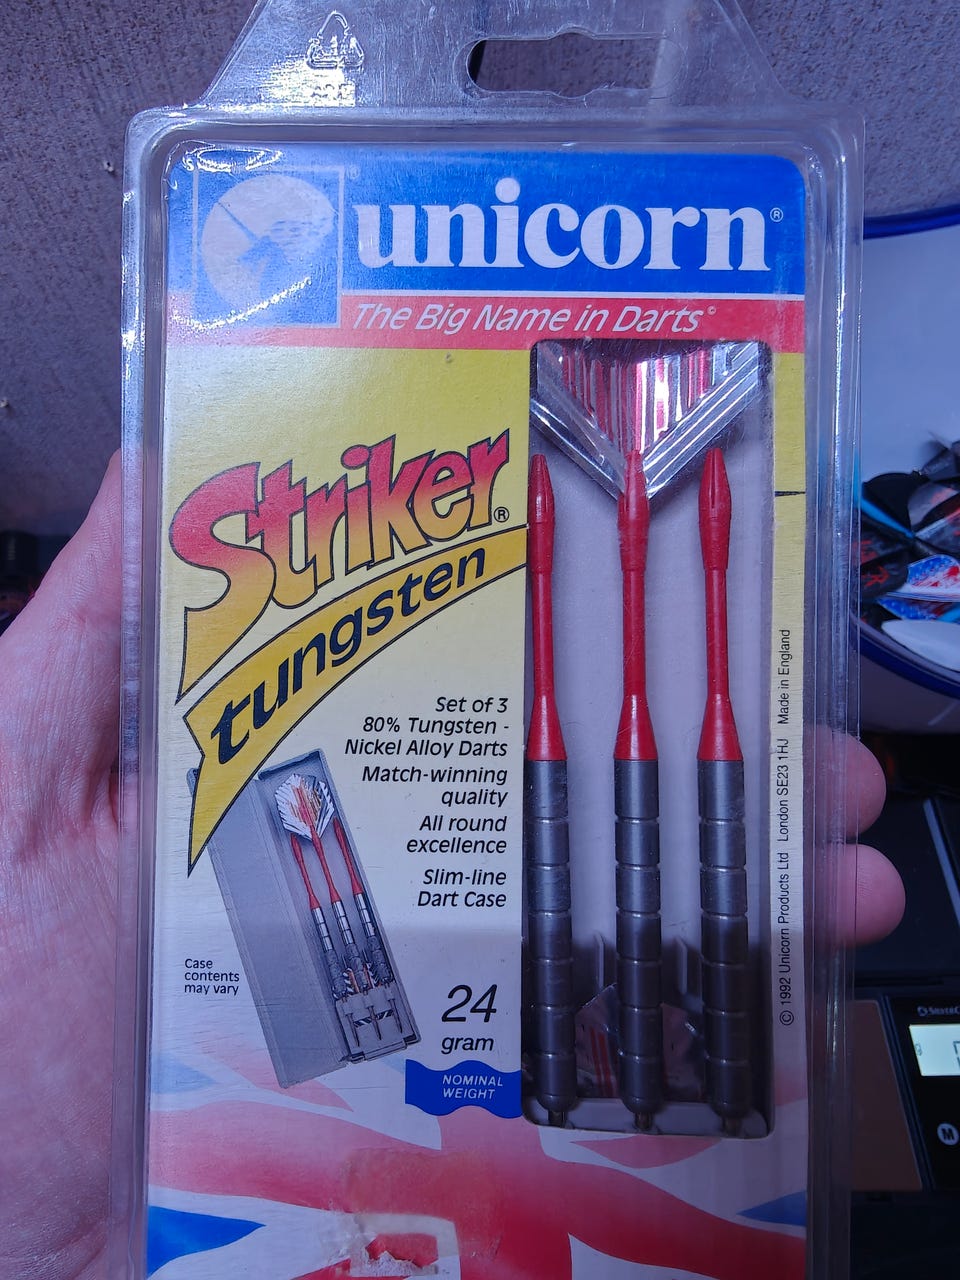 unicorn®
The Big Name in Darts©
Striker®
tungsten
Set of 3
80% Tungsten -
Nickel Alloy Darts
Match-winning
quality
All round
excellence
Slim-line
Dart Case
Case
contents
may vary
24
gram
NOMINAL
WEIGHT
© 1992 Unicorn Products Ltd London SE23 1HJ Made in England
M